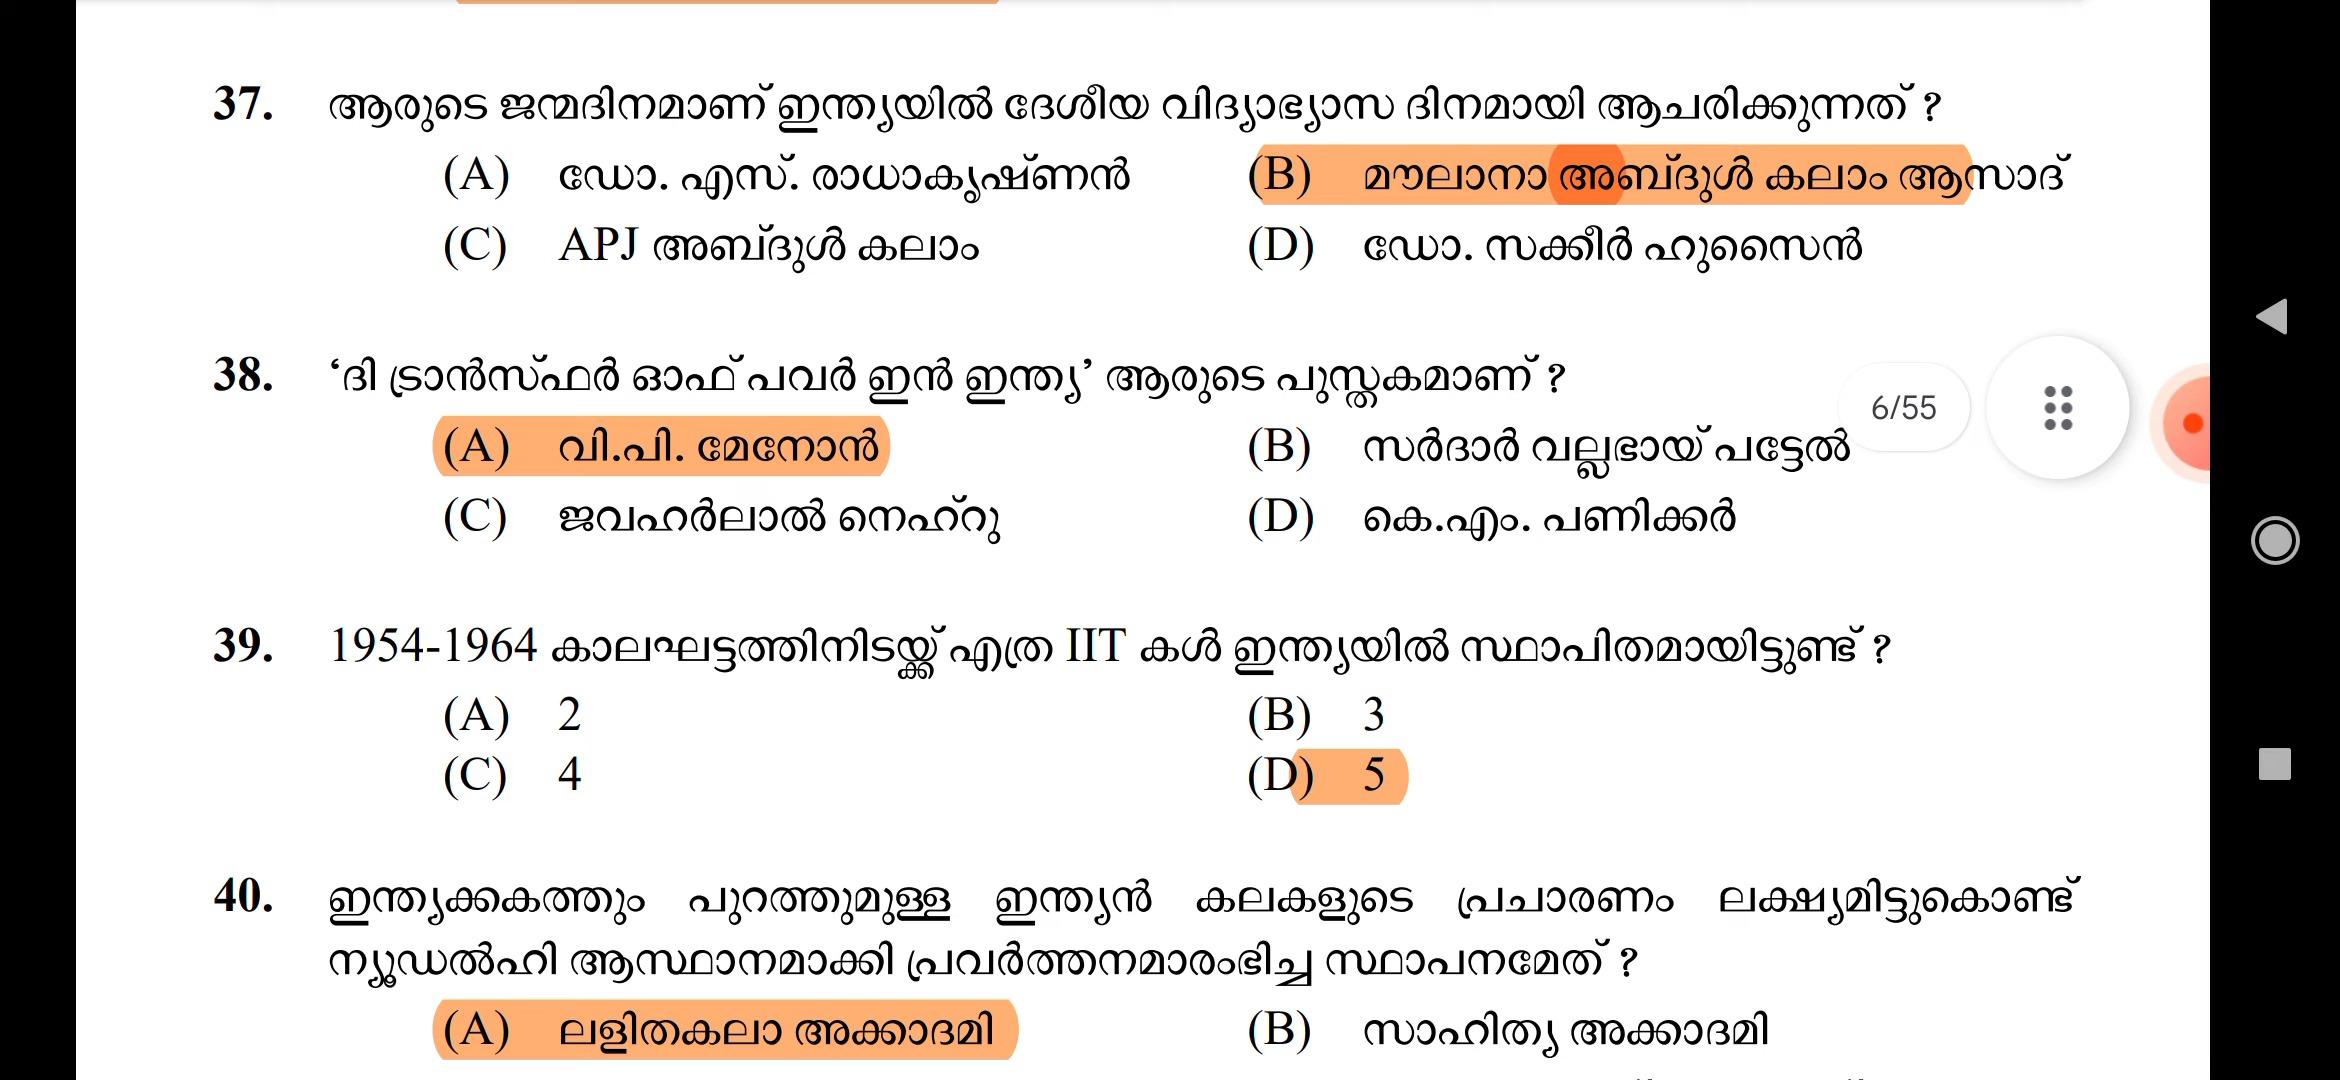 37. ആരുടെ ജന്മദിനമാണ് ഇന്ത്യയിൽ ദേശീയ വിദ്യാഭ്യാസ ദിനമായി ആചരിക്കുന്നത് ?
(A) ഡോ. എസ്. രാധാകൃഷ്ണൻ (B) മൗലാനാ അബ്ദുൾ കലാം ആസാദ്
(C) APJ അബ്ദുൾ കലാം (D) ഡോ. സക്കീർ ഹുസൈൻ
38. ‘ദി ട്രാൻസ്ഫർ ഓഫ് പവർ ഇൻ ഇന്ത്യ’ ആരുടെ പുസ്തകമാണ് ?
6/55
(A) വി.പി. മേനോൻ (B) സർദാർ വല്ലഭായ് പട്ടേൽ
(C) ജവഹർലാൽ നെഹ്റു (D) കെ.എം. പണിക്കർ
39. 1954-1964 കാലഘട്ടത്തിനിടയ്ക്ക് എത്ര IIT കൾ ഇന്ത്യയിൽ സ്ഥാപിതമായിട്ടുണ്ട് ?
(A) 2 (B) 3
(C) 4 (D) 5
40. ഇന്ത്യക്കകത്തും പുറത്തുമുള്ള ഇന്ത്യൻ കലകളുടെ പ്രചാരണം ലക്ഷ്യമിട്ടുകൊണ്ട്
ന്യൂഡൽഹി ആസ്ഥാനമാക്കി പ്രവർത്തനമാരംഭിച്ച സ്ഥാപനമേത് ?
(A) ലളിതകലാ അക്കാദമി (B) സാഹിത്യ അക്കാദമി